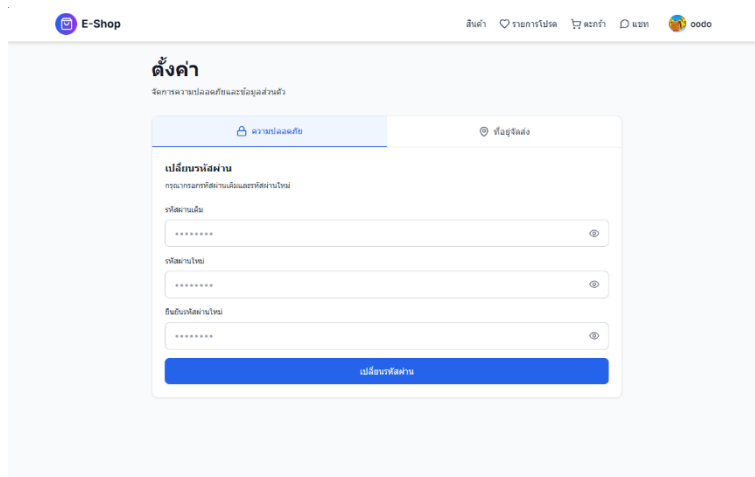 E-Shop
สินค้า รายการโปรด ตะกร้า แชท oodo
ตั้งค่า
จัดการความปลอดภัยและข้อมูลส่วนตัว
ความปลอดภัย ที่อยู่จัดส่ง
เปลี่ยนรหัสผ่าน
กรุณากรอกรหัสผ่านเดิมและรหัสผ่านใหม่
รหัสผ่านเดิม
••••••••
รหัสผ่านใหม่
••••••••
ยืนยันรหัสผ่านใหม่
••••••••
เปลี่ยนรหัสผ่าน